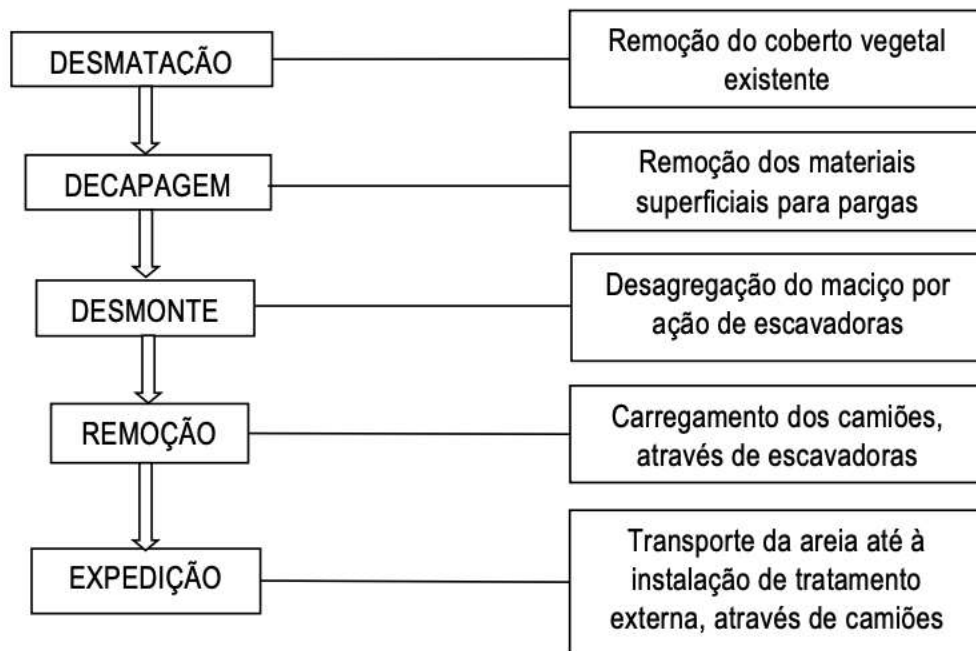 DESMATAÇÃO
Remoção do coberto vegetal
existente
DECAPAGEM
Remoção dos materiais
superficiais para pargas
DESMONTE
Desagregação do maciço por
ação de escavadoras
REMOÇÃO
Carregamento dos camiões,
através de escavadoras
EXPEDIÇÃO
Transporte da areia até à
instalação de tratamento
externa, através de camiões